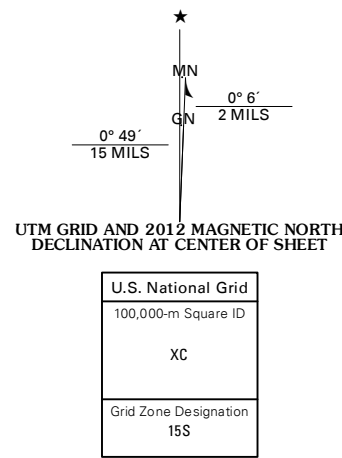 ★
MN
0° 6´
GN
2 MILS
0° 49´
15 MILS
UTM GRID AND 2012 MAGNETIC NORTH
DECLINATION AT CENTER OF SHEET
U.S. National Grid
100,000-m Square ID
XC
Grid Zone Designation
15S